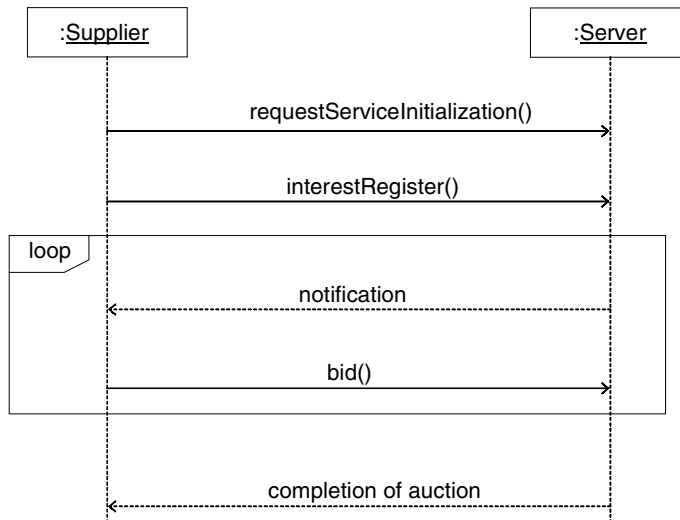 :Supplier
:Server
requestServiceInitialization()
interestRegister()
loop
notification
bid()
completion of auction